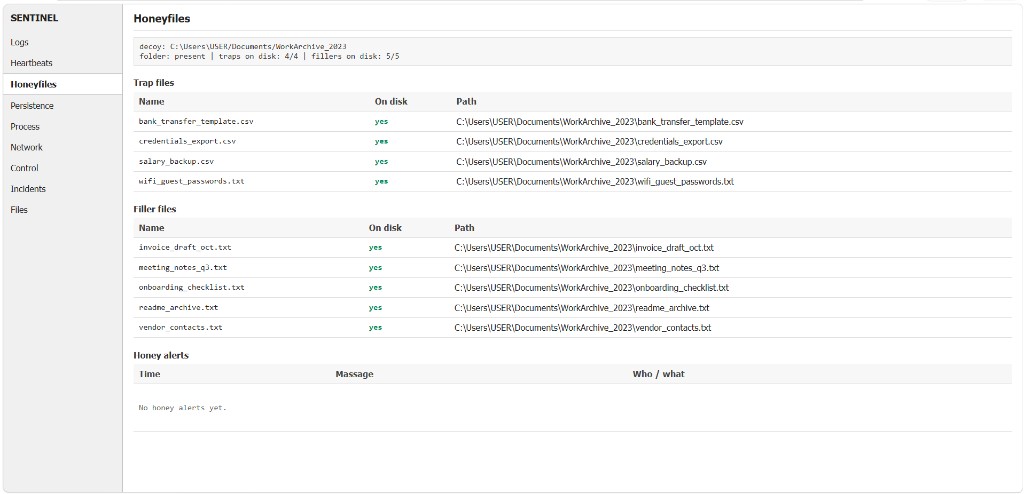 SENTINEL
Logs
Heartbeats
Honeyfiles
Persistence
Process
Network
Control
Incidents
Files
Honeyfiles
decoy: C:\Users\USER/Documents/WorkArchive_2023
folder: present | traps on disk: 4/4 | fillers on disk: 5/5
Trap files
Name On disk Path
bank_transfer_template.csv yes C:\Users\USER\Documents\WorkArchive_2023\bank_transfer_template.csv
credentials_export.csv yes C:\Users\USER\Documents\WorkArchive_2023\credentials_export.csv
salary_backup.csv yes C:\Users\USER\Documents\WorkArchive_2023\salary_backup.csv
wifi_guest_passwords.txt yes C:\Users\USER\Documents\WorkArchive_2023\wifi_guest_passwords.txt
Filler files
Name On disk Path
invoice_draft_oct.txt yes C:\Users\USER\Documents\WorkArchive_2023\invoice_draft_oct.txt
meeting_notes_q3.txt yes C:\Users\USER\Documents\WorkArchive_2023\meeting_notes_q3.txt
onboarding_checklist.txt yes C:\Users\USER\Documents\WorkArchive_2023\onboarding_checklist.txt
readme_archive.txt yes C:\Users\USER\Documents\WorkArchive_2023\readme_archive.txt
vendor_contacts.txt yes C:\Users\USER\Documents\WorkArchive_2023\vendor_contacts.txt
Honey alerts
Time Massage Who / what
No honey alerts yet.